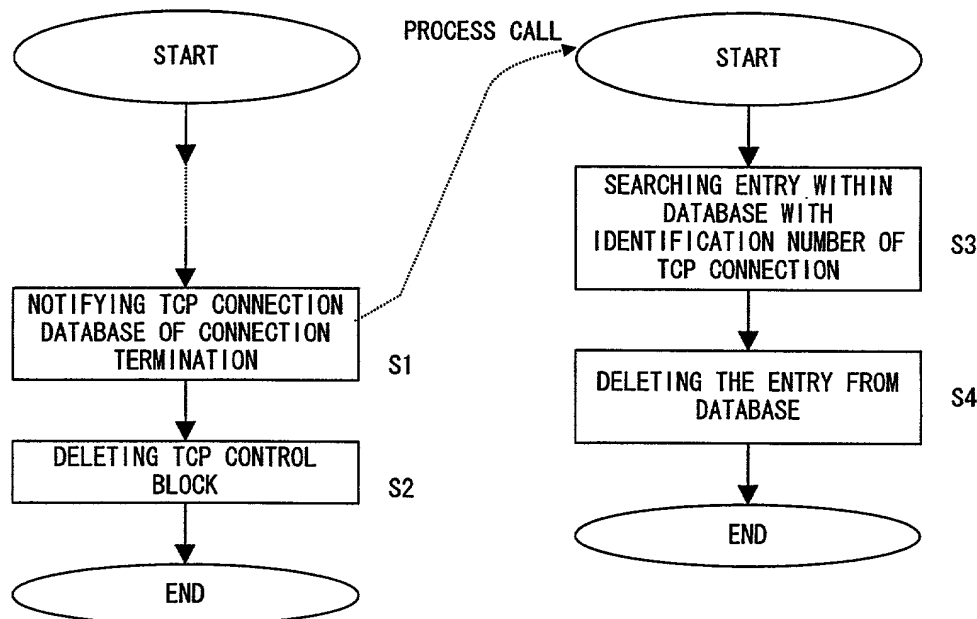 START
NOTIFYING TCP CONNECTION
DATABASE OF CONNECTION
TERMINATION
S1
DELETING TCP CONTROL
BLOCK
S2
END
PROCESS CALL
START
SEARCHING ENTRY WITHIN
DATABASE WITH
IDENTIFICATION NUMBER OF
TCP CONNECTION
S3
DELETING THE ENTRY FROM
DATABASE
S4
END